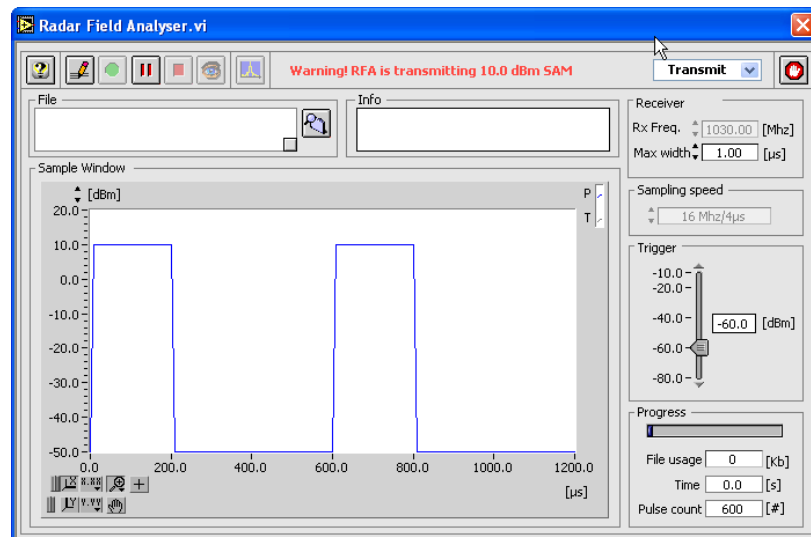 Radar Field Analyser.vi
Warning! RFA is transmitting 10.0 dBm SAM
Transmit
File
Info
Receiver
Rx Freq. 1030.00 [Mhz]
Max width 1.00 [µs]
Sample Window
[dBm]
P
T
20.0
10.0
0.0
-10.0
-20.0
-30.0
-40.0
-50.0
0.0 200.0 400.0 600.0 800.0 1000.0 1200.0
[µs]
X
Y
Sampling speed
16 Mhz/4µs
Trigger
-10.0
-20.0
-40.0
-60.0
-80.0
-60.0 [dBm]
Progress
File usage 0 [Kb]
Time 0.0 [s]
Pulse count 600 [#]